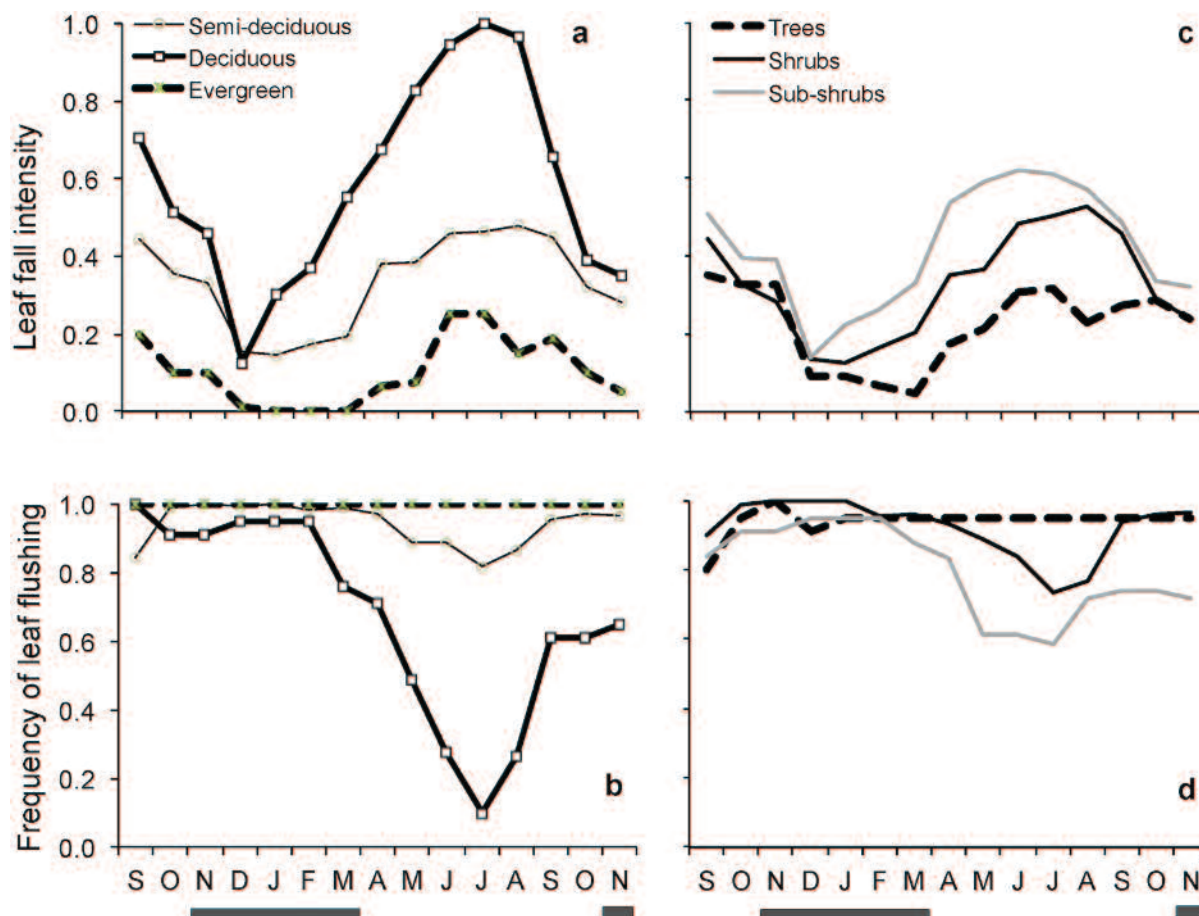 Leaf fall intensity
1.0
0.8
0.6
0.4
0.2
0.0
Semi-deciduous
Deciduous
Evergreen
a
Trees
Shrubs
Sub-shrubs
c
Frequency of leaf flushing
1.0
0.8
0.6
0.4
0.2
0.0
b
d
S O N D J F M A M J J A S O N
S O N D J F M A M J J A S O N